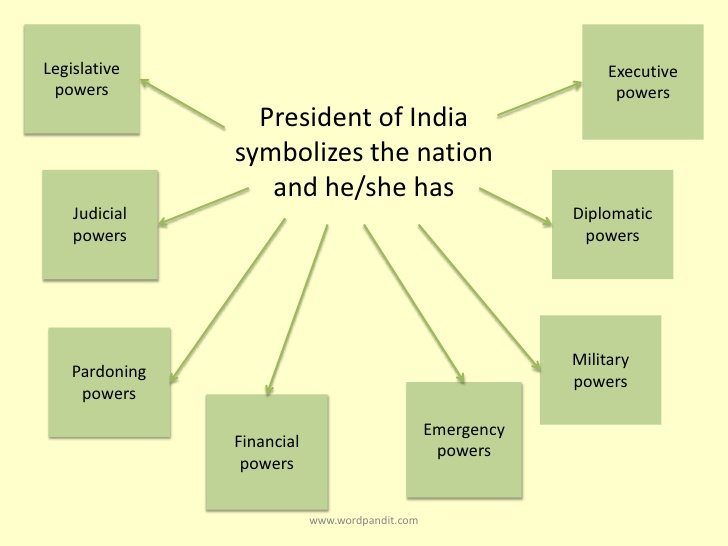 President of India
symbolizes the nation
and he/she has
Legislative
powers
Judicial
powers
Pardoning
powers
Financial
powers
Emergency
powers
Military
powers
Diplomatic
powers
Executive
powers
www.wordpandit.com